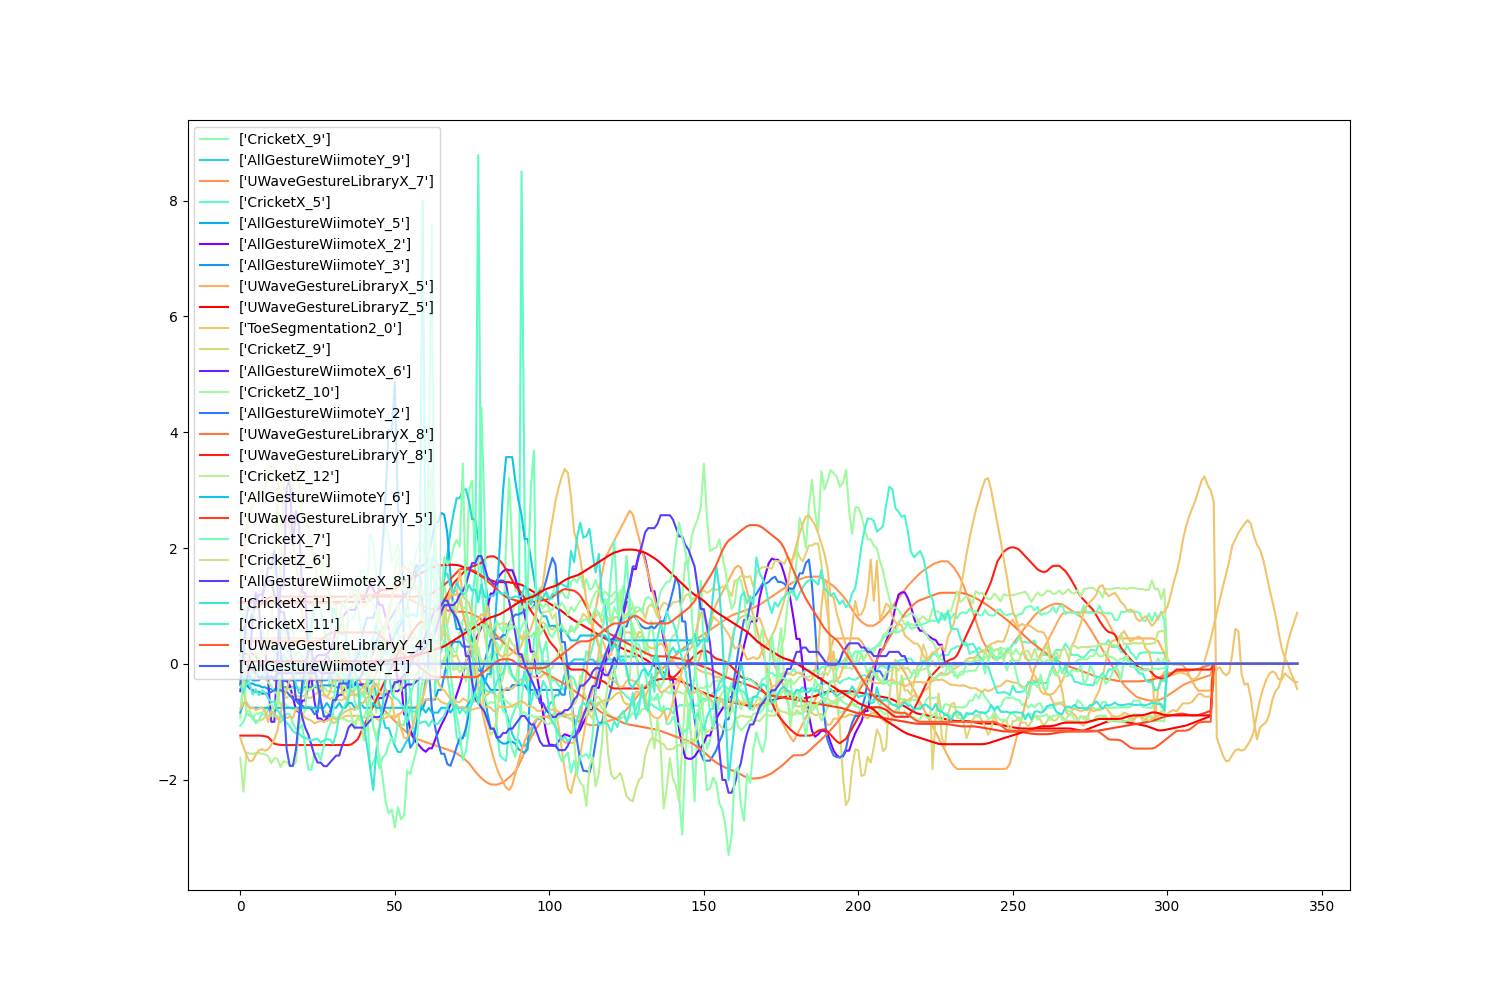 ['CricketX_9']
['AllGestureWiimoteY_9']
['UWaveGestureLibraryX_7']
['CricketX_5']
['AllGestureWiimoteY_5']
['AllGestureWiimoteX_2']
['AllGestureWiimoteY_3']
['UWaveGestureLibraryX_5']
['UWaveGestureLibraryZ_5']
['ToeSegmentation2_0']
['CricketZ_9']
['AllGestureWiimoteX_6']
['CricketZ_10']
['AllGestureWiimoteY_2']
['UWaveGestureLibraryX_8']
['UWaveGestureLibraryY_8']
['CricketZ_12']
['AllGestureWiimoteY_6']
['UWaveGestureLibraryY_5']
['CricketX_7']
['CricketZ_6']
['AllGestureWiimoteX_8']
['CricketX_1']
['CricketX_11']
['UWaveGestureLibraryY_4']
['AllGestureWiimoteY_1']
8
6
4
2
0
−2
0 50 100 150 200 250 300 350